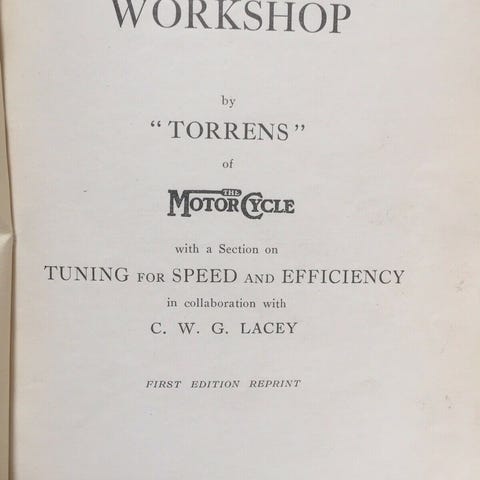 WORKSHOP
by
“TORRENS”
of
THE
MOTOR CYCLE
with a Section on
TUNING FOR SPEED AND EFFICIENCY
in collaboration with
C. W. G. LACEY
FIRST EDITION REPRINT